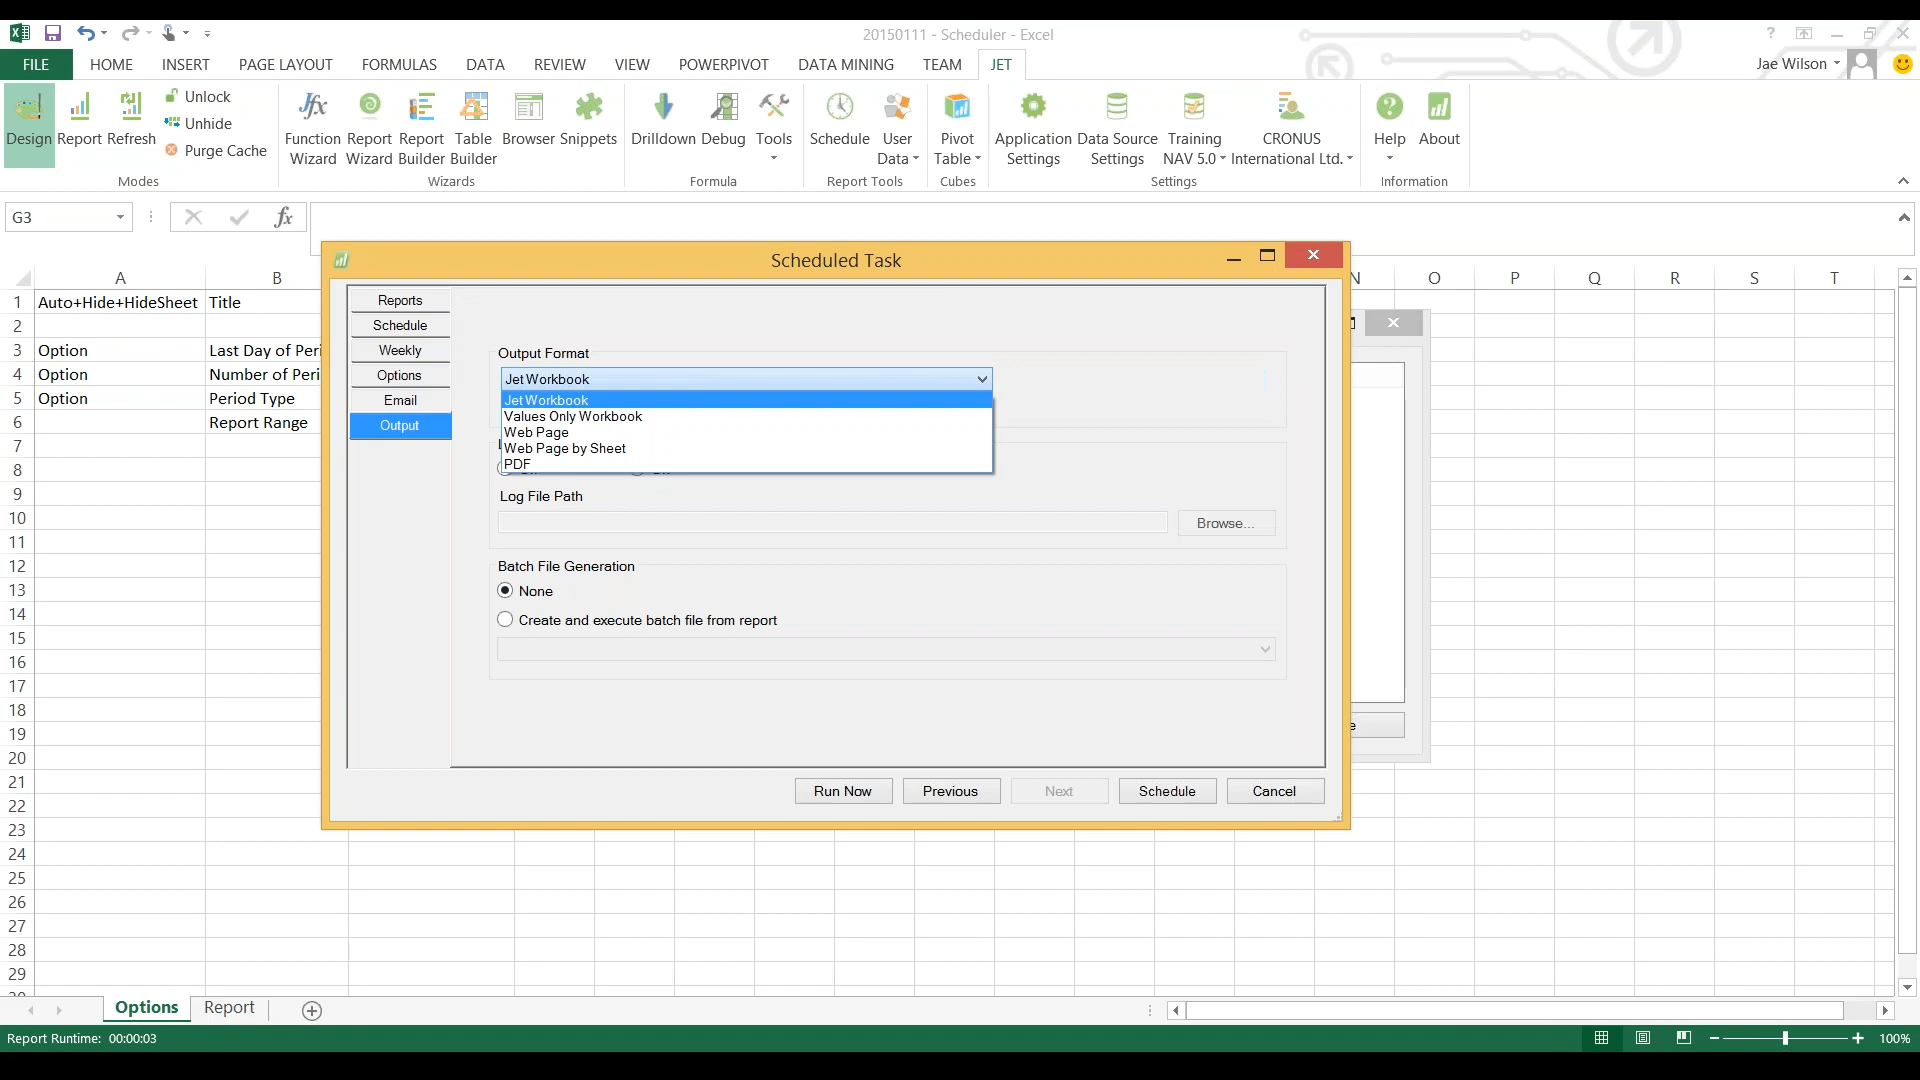 20150111 - Scheduler - Excel
?
FILE HOME INSERT PAGE LAYOUT FORMULAS DATA REVIEW VIEW POWERPIVOT DATA MINING TEAM JET Jae Wilson
Design Report Refresh
Unlock
Unhide
Purge Cache
Modes
Function Wizard Report Wizard Report Builder Table Builder Browser Snippets
Wizards
Drilldown Debug Tools
Formula
Schedule User Data
Report Tools
Pivot Table
Cubes
Application Settings Data Source Settings Training NAV 5.0 CRONUS International Ltd.
Settings
Help About
Information
G3 fx
A B N O P Q R S T
1 Auto+Hide+HideSheet Title
2
3 Option Last Day of Peri
4 Option Number of Peri
5 Option Period Type
6 Report Range
7
8
9
10
11
12
13
14
15
16
17
18
19
20
21
22
23
24
25
26
27
28
29
Scheduled Task
Reports
Schedule
Weekly
Options
Email
Output
Output Format
Jet Workbook
Jet Workbook
Values Only Workbook
Web Page
Web Page by Sheet
PDF
Log File Path
Browse...
Batch File Generation
None
Create and execute batch file from report
Run Now Previous Next Schedule Cancel
Options Report
Report Runtime: 00:00:03
100%